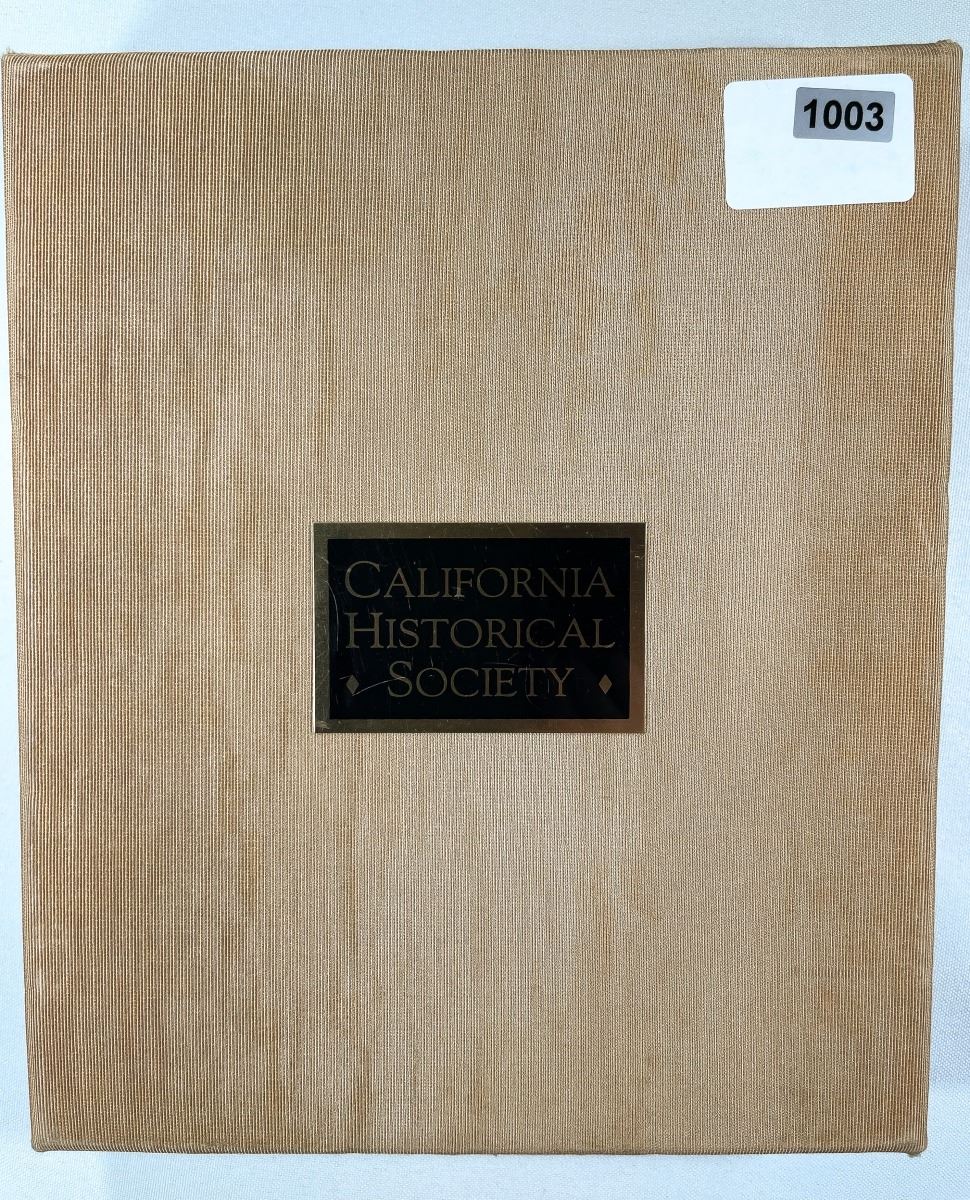 1003
CALIFORNIA
HISTORICAL
SOCIETY